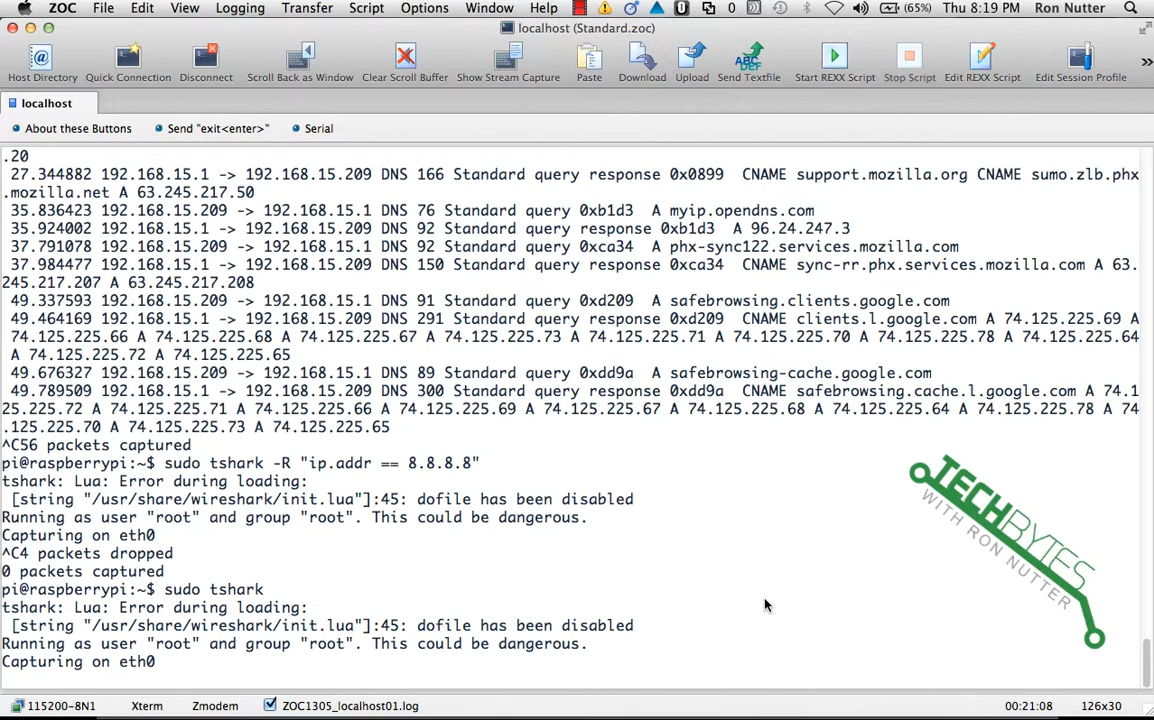 ZOC File Edit View Logging Transfer Script Options Window Help 0 (65%) Thu 8:19 PM Ron Nutter
localhost (Standard.zoc)
Host Directory Quick Connection Disconnect Scroll Back as Window Clear Scroll Buffer Show Stream Capture Paste Download Upload Send Textfile Start REXX Script Stop Script Edit REXX Script Edit Session Profile
localhost
About these Buttons Send "exit<enter>" Serial
.20
27.344882 192.168.15.1 -> 192.168.15.209 DNS 166 Standard query response 0x0899 CNAME support.mozilla.org CNAME sumo.zlb.phx
.mozilla.net A 63.245.217.50
35.836423 192.168.15.209 -> 192.168.15.1 DNS 76 Standard query 0xb1d3 A myip.opendns.com
35.924002 192.168.15.1 -> 192.168.15.209 DNS 92 Standard query response 0xb1d3 A 96.24.247.3
37.791078 192.168.15.209 -> 192.168.15.1 DNS 92 Standard query 0xca34 A phx-sync122.services.mozilla.com
37.984477 192.168.15.1 -> 192.168.15.209 DNS 150 Standard query response 0xca34 CNAME sync-rr.phx.services.mozilla.com A 63.
245.217.207 A 63.245.217.208
49.337593 192.168.15.209 -> 192.168.15.1 DNS 91 Standard query 0xd209 A safebrowsing.clients.google.com
49.464169 192.168.15.1 -> 192.168.15.209 DNS 291 Standard query response 0xd209 CNAME clients.l.google.com A 74.125.225.69 A
74.125.225.66 A 74.125.225.68 A 74.125.225.67 A 74.125.225.73 A 74.125.225.71 A 74.125.225.70 A 74.125.225.78 A 74.125.225.64
A 74.125.225.72 A 74.125.225.65
49.676327 192.168.15.209 -> 192.168.15.1 DNS 89 Standard query 0xdd9a A safebrowsing-cache.google.com
49.789509 192.168.15.1 -> 192.168.15.209 DNS 300 Standard query response 0xdd9a CNAME safebrowsing.cache.l.google.com A 74.1
25.225.72 A 74.125.225.71 A 74.125.225.66 A 74.125.225.69 A 74.125.225.67 A 74.125.225.68 A 74.125.225.64 A 74.125.225.78 A 74
.125.225.70 A 74.125.225.73 A 74.125.225.65
^C56 packets captured
pi@raspberrypi:~$ sudo tshark -R "ip.addr == 8.8.8.8"
tshark: Lua: Error during loading:
[string "/usr/share/wireshark/init.lua"]:45: dofile has been disabled
Running as user "root" and group "root". This could be dangerous.
Capturing on eth0
^C4 packets dropped
0 packets captured
pi@raspberrypi:~$ sudo tshark
tshark: Lua: Error during loading:
[string "/usr/share/wireshark/init.lua"]:45: dofile has been disabled
Running as user "root" and group "root". This could be dangerous.
Capturing on eth0
TECHBYTES
WITH RON NUTTER
115200-8N1 Xterm Zmodem ZOC1305_localhost01.log 00:21:08 126x30